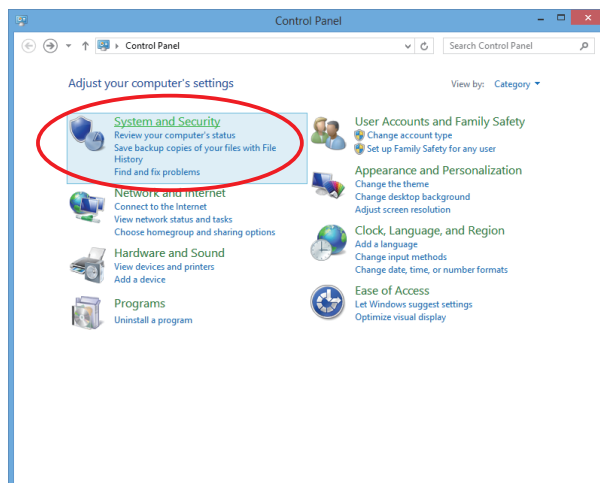 Control Panel
Control Panel
Search Control Panel
Adjust your computer's settings
View by: Category
System and Security
Review your computer's status
Save backup copies of your files with File
History
Find and fix problems
Network and Internet
Connect to the Internet
View network status and tasks
Choose homegroup and sharing options
Hardware and Sound
View devices and printers
Add a device
Programs
Uninstall a program
User Accounts and Family Safety
Change account type
Set up Family Safety for any user
Appearance and Personalization
Change the theme
Change desktop background
Adjust screen resolution
Clock, Language, and Region
Add a language
Change input methods
Change date, time, or number formats
Ease of Access
Let Windows suggest settings
Optimize visual display